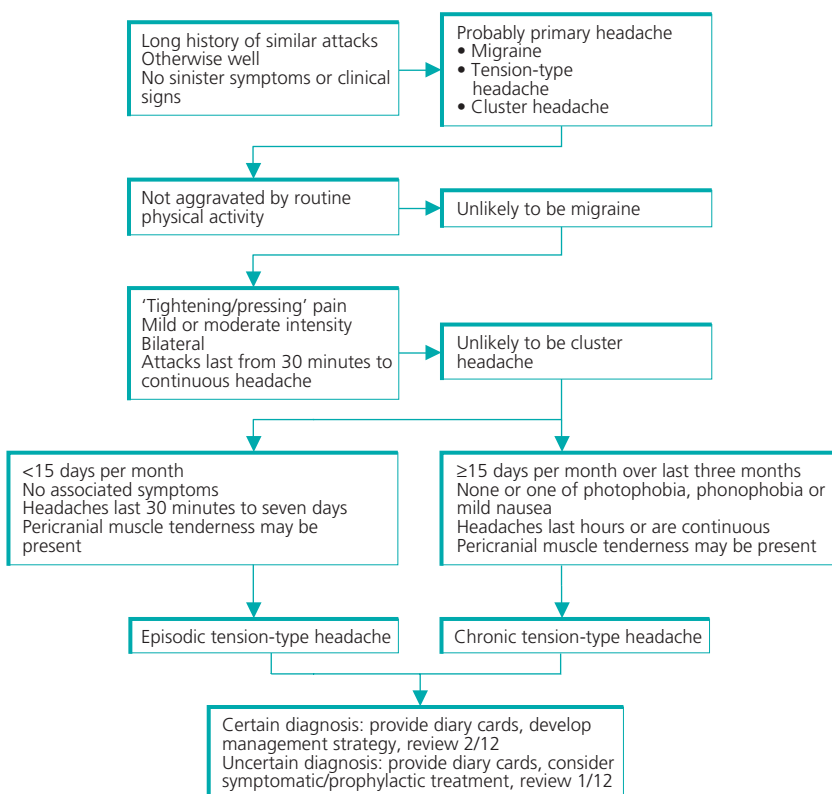 Long history of similar attacks
Otherwise well
No sinister symptoms or clinical
signs
Probably primary headache
• Migraine
• Tension-type
headache
• Cluster headache
Not aggravated by routine
physical activity
Unlikely to be migraine
‘Tightening/pressing’ pain
Mild or moderate intensity
Bilateral
Attacks last from 30 minutes to
continuous headache
Unlikely to be cluster
headache
<15 days per month
No associated symptoms
Headaches last 30 minutes to seven days
Pericranial muscle tenderness may be
present
≥15 days per month over last three months
None or one of photophobia, phonophobia or
mild nausea
Headaches last hours or are continuous
Pericranial muscle tenderness may be present
Episodic tension-type headache
Chronic tension-type headache
Certain diagnosis: provide diary cards, develop
management strategy, review 2/12
Uncertain diagnosis: provide diary cards, consider
symptomatic/prophylactic treatment, review 1/12